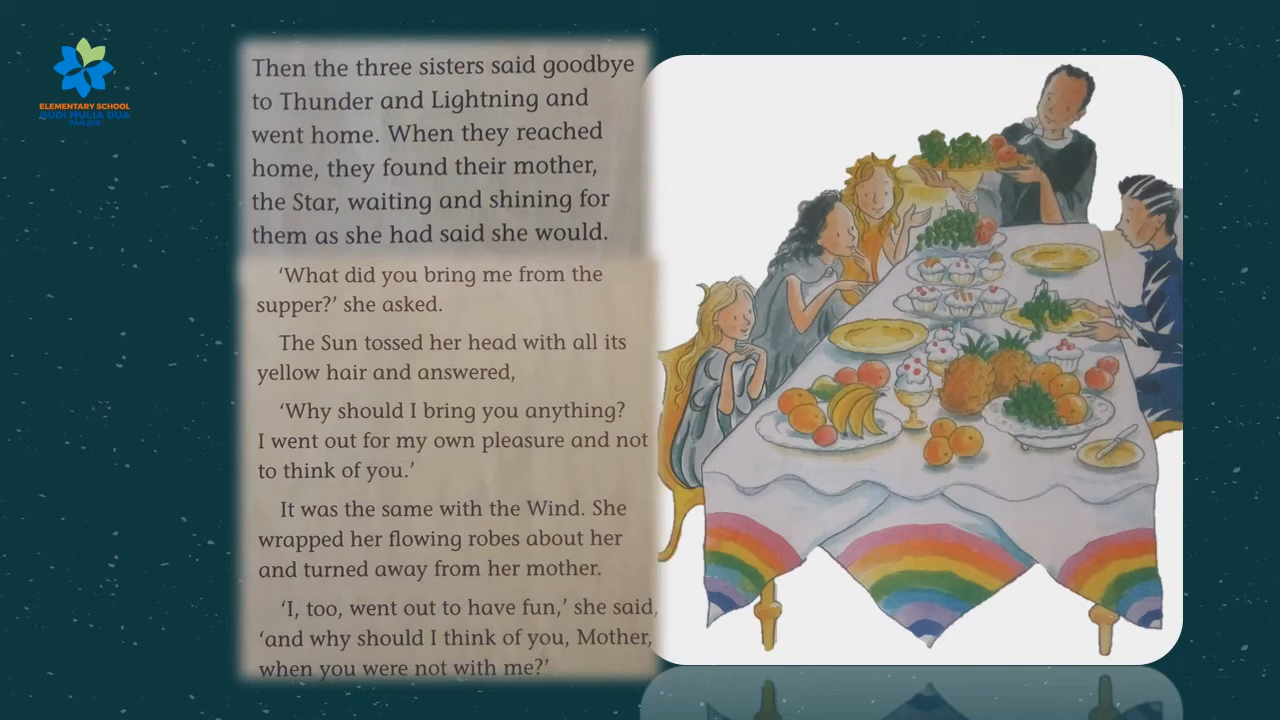 ELEMENTARY SCHOOL
BUDI MULIA DUA
PANJEN
Then the three sisters said goodbye
to Thunder and Lightning and
went home. When they reached
home, they found their mother,
the Star, waiting and shining for
them as she had said she would.
‘What did you bring me from the
supper?’ she asked.
The Sun tossed her head with all its
yellow hair and answered,
‘Why should I bring you anything?
I went out for my own pleasure and not
to think of you.’
It was the same with the Wind. She
wrapped her flowing robes about her
and turned away from her mother.
‘I, too, went out to have fun,’ she said,
‘and why should I think of you, Mother,
when you were not with me?’